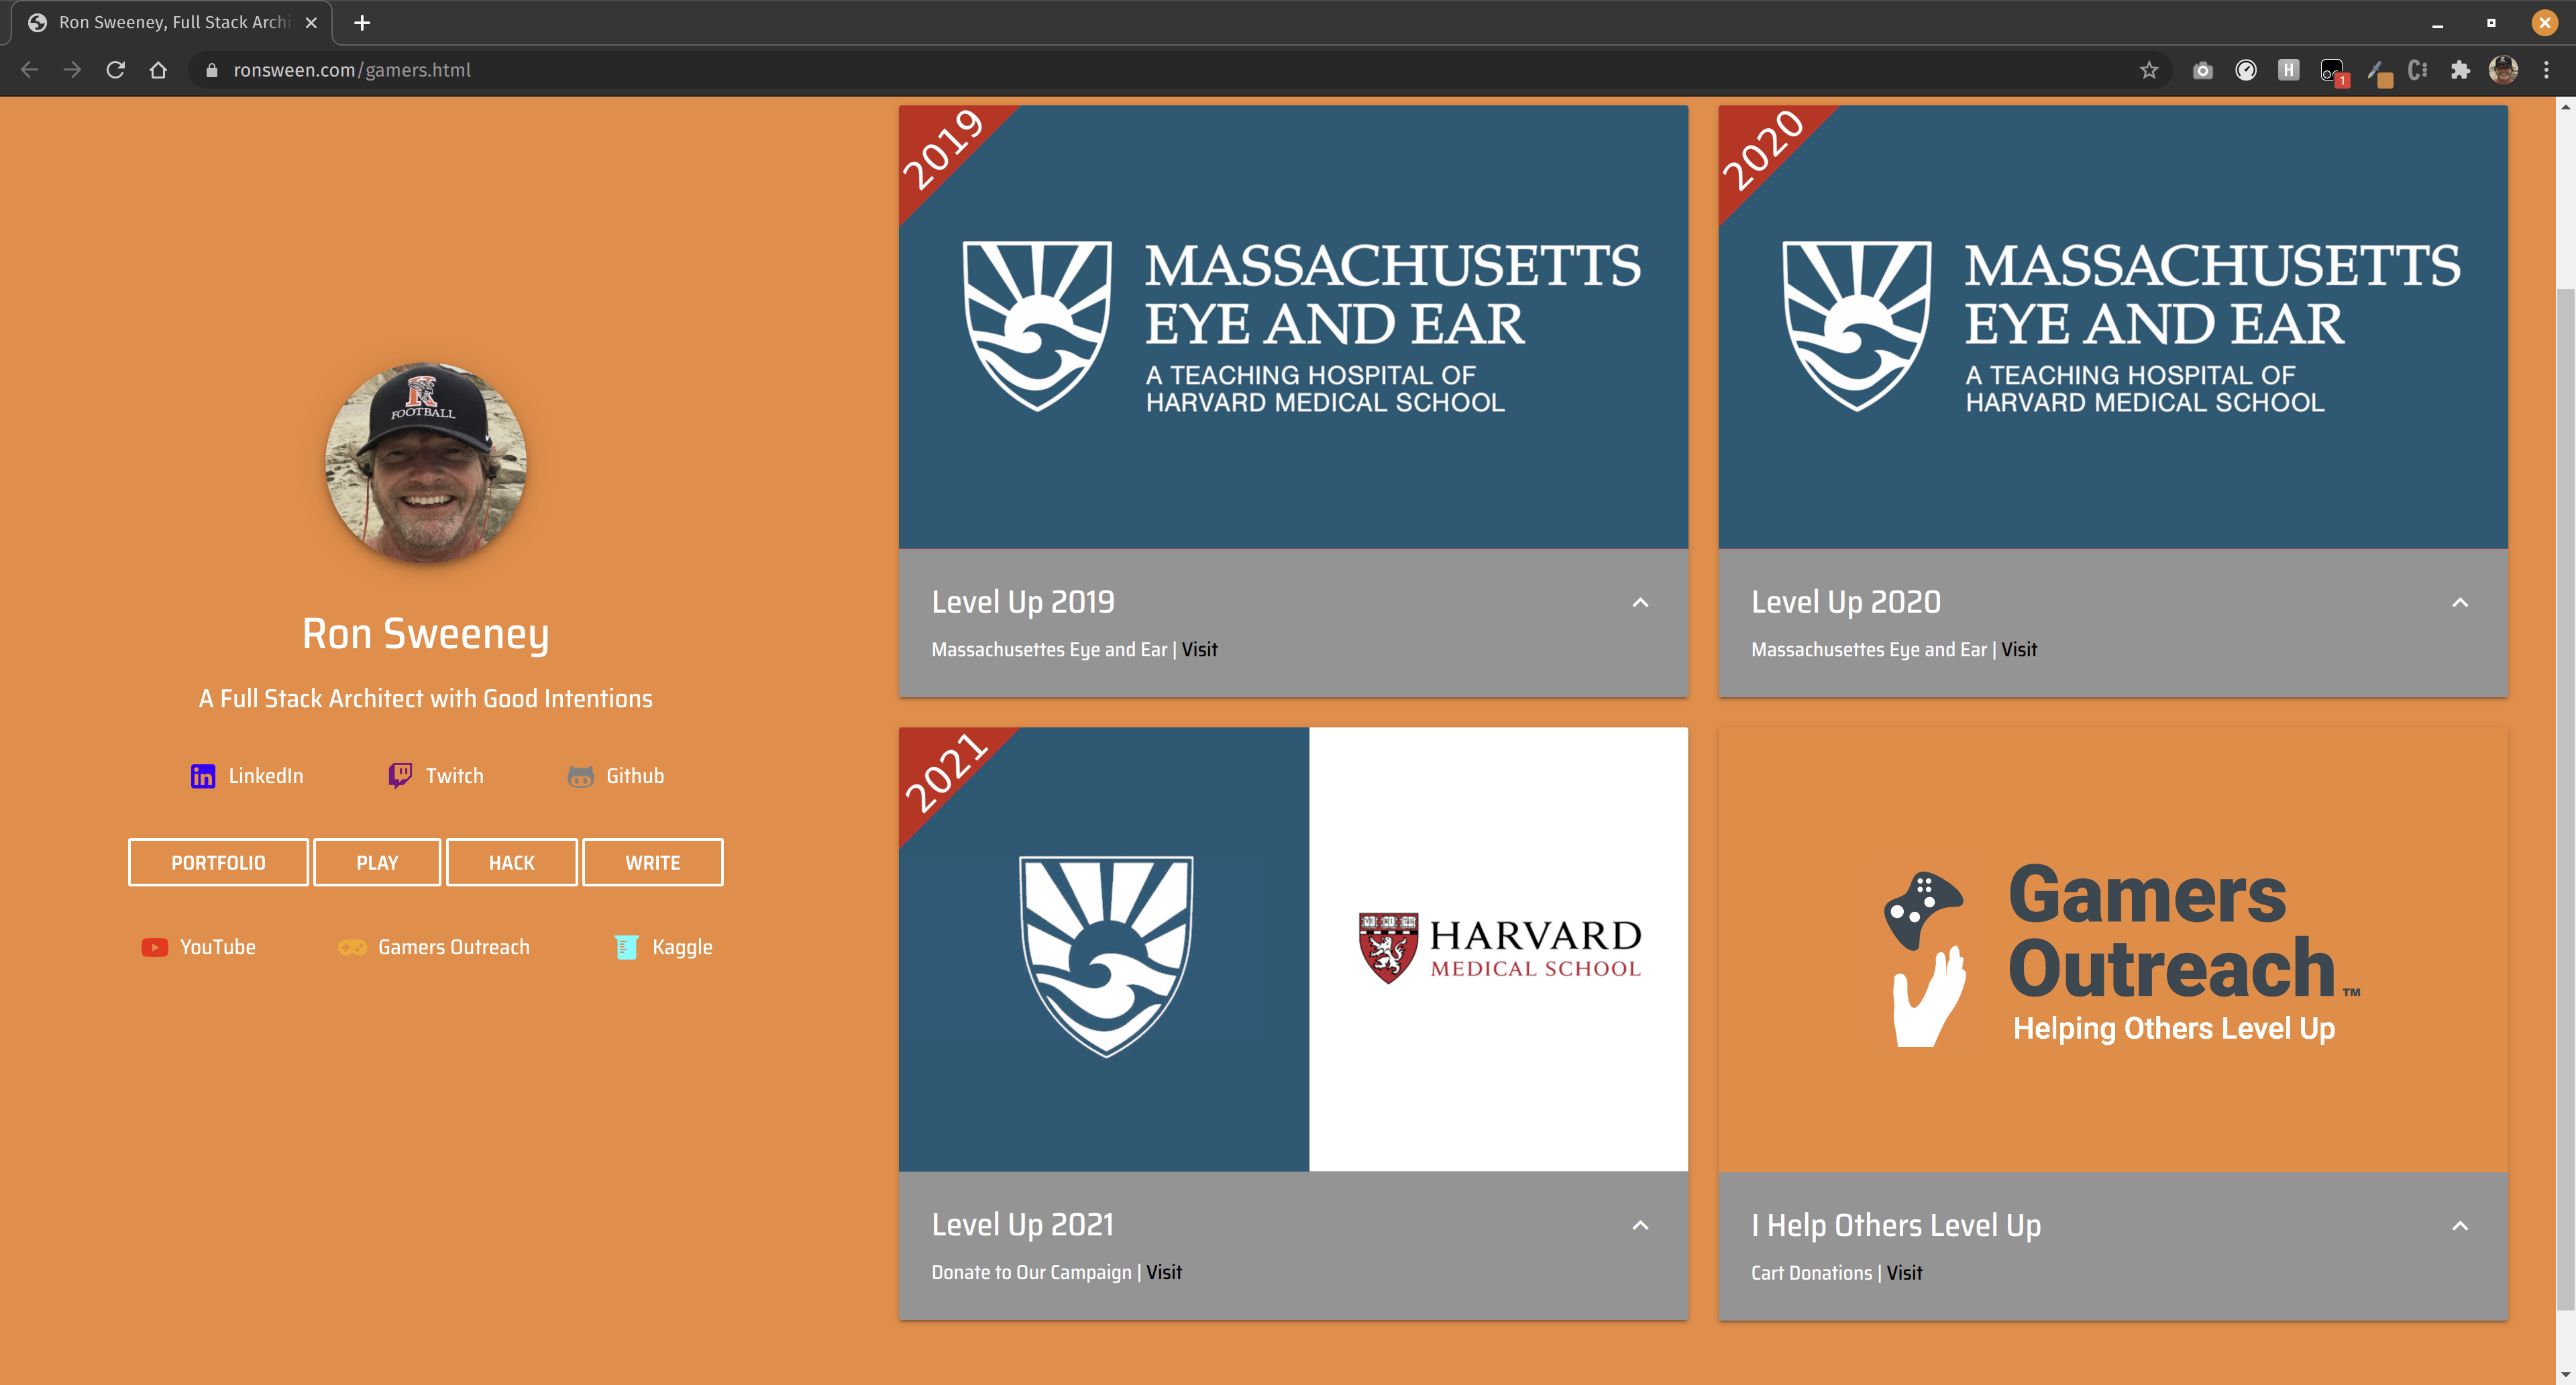 Ron Sweeney, Full Stack Archi
ronsween.com/gamers.html
H
1
FOOTBALL
Ron Sweeney
A Full Stack Architect with Good Intentions
LinkedIn
Twitch
Github
PORTFOLIO
PLAY
HACK
WRITE
YouTube
Gamers Outreach
Kaggle
2019
MASSACHUSETTS
EYE AND EAR
A TEACHING HOSPITAL OF
HARVARD MEDICAL SCHOOL
Level Up 2019
Massachusettes Eye and Ear | Visit
2020
MASSACHUSETTS
EYE AND EAR
A TEACHING HOSPITAL OF
HARVARD MEDICAL SCHOOL
Level Up 2020
Massachusettes Eye and Ear | Visit
2021
HARVARD
MEDICAL SCHOOL
Level Up 2021
Donate to Our Campaign | Visit
Gamers
Outreach™
Helping Others Level Up
I Help Others Level Up
Cart Donations | Visit